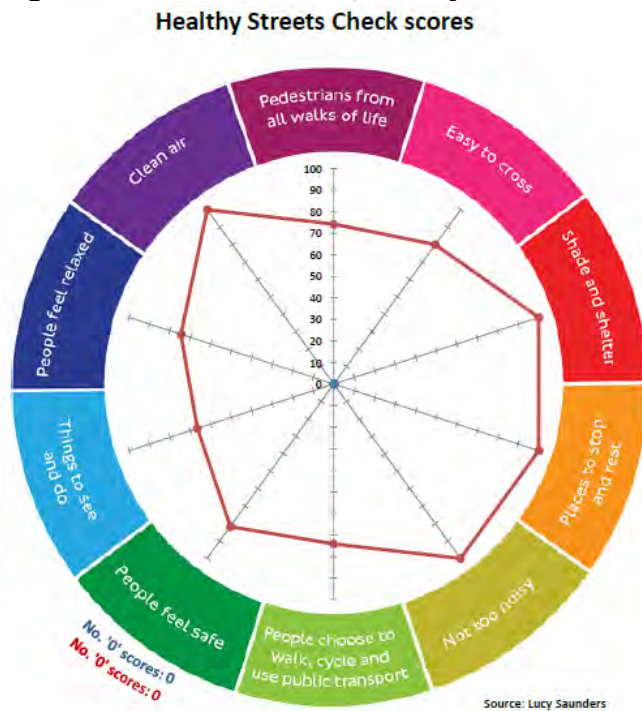 Healthy Streets Check scores
Pedestrians from
all walks of life
Easy to cross
Shade and shelter
Places to stop
and rest
Not too noisy
People choose to
walk, cycle and
use public transport
People feel safe
Things to see
and do
People feel relaxed
Clean air
100
90
80
70
60
50
40
30
20
10
0
No. '0' scores: 0
No. '0' scores: 0
Source: Lucy Saunders